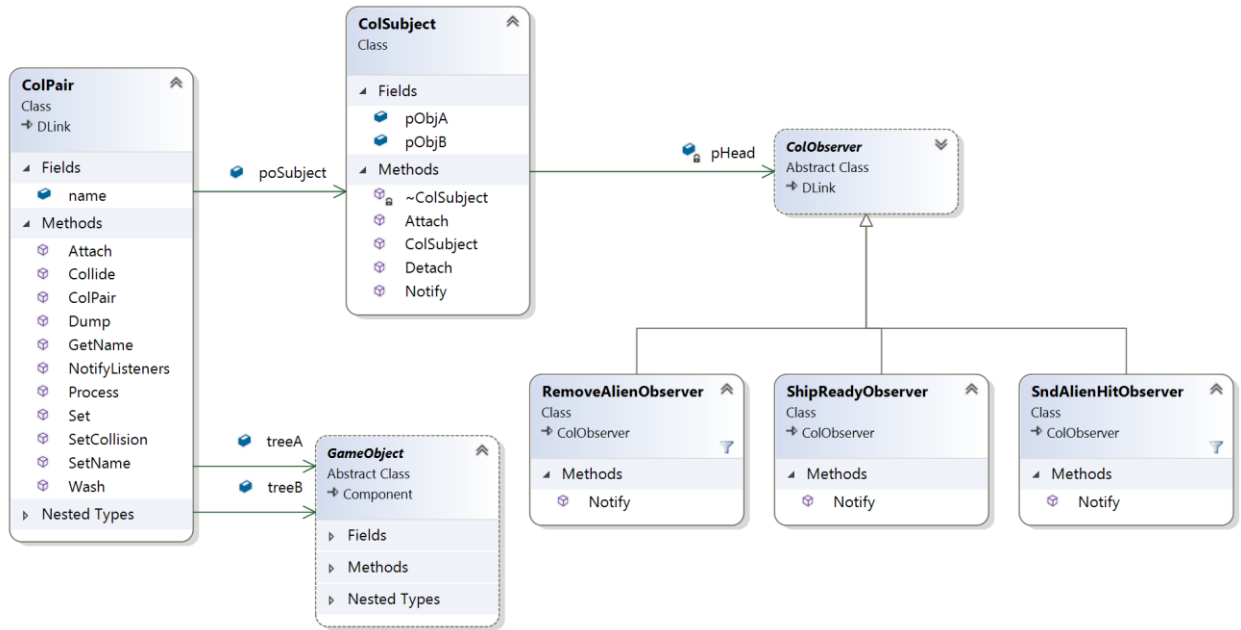 ColPair
Class
DLink
Fields
name
Methods
Attach
Collide
ColPair
Dump
GetName
NotifyListeners
Process
Set
SetCollision
SetName
Wash
Nested Types
poSubject
ColSubject
Class
Fields
pObjA
pObjB
Methods
~ColSubject
Attach
ColSubject
Detach
Notify
pHead
ColObserver
Abstract Class
DLink
treeA
treeB
GameObject
Abstract Class
Component
Fields
Methods
Nested Types
RemoveAlienObserver
Class
ColObserver
Methods
Notify
ShipReadyObserver
Class
ColObserver
Methods
Notify
SndAlienHitObserver
Class
ColObserver
Methods
Notify